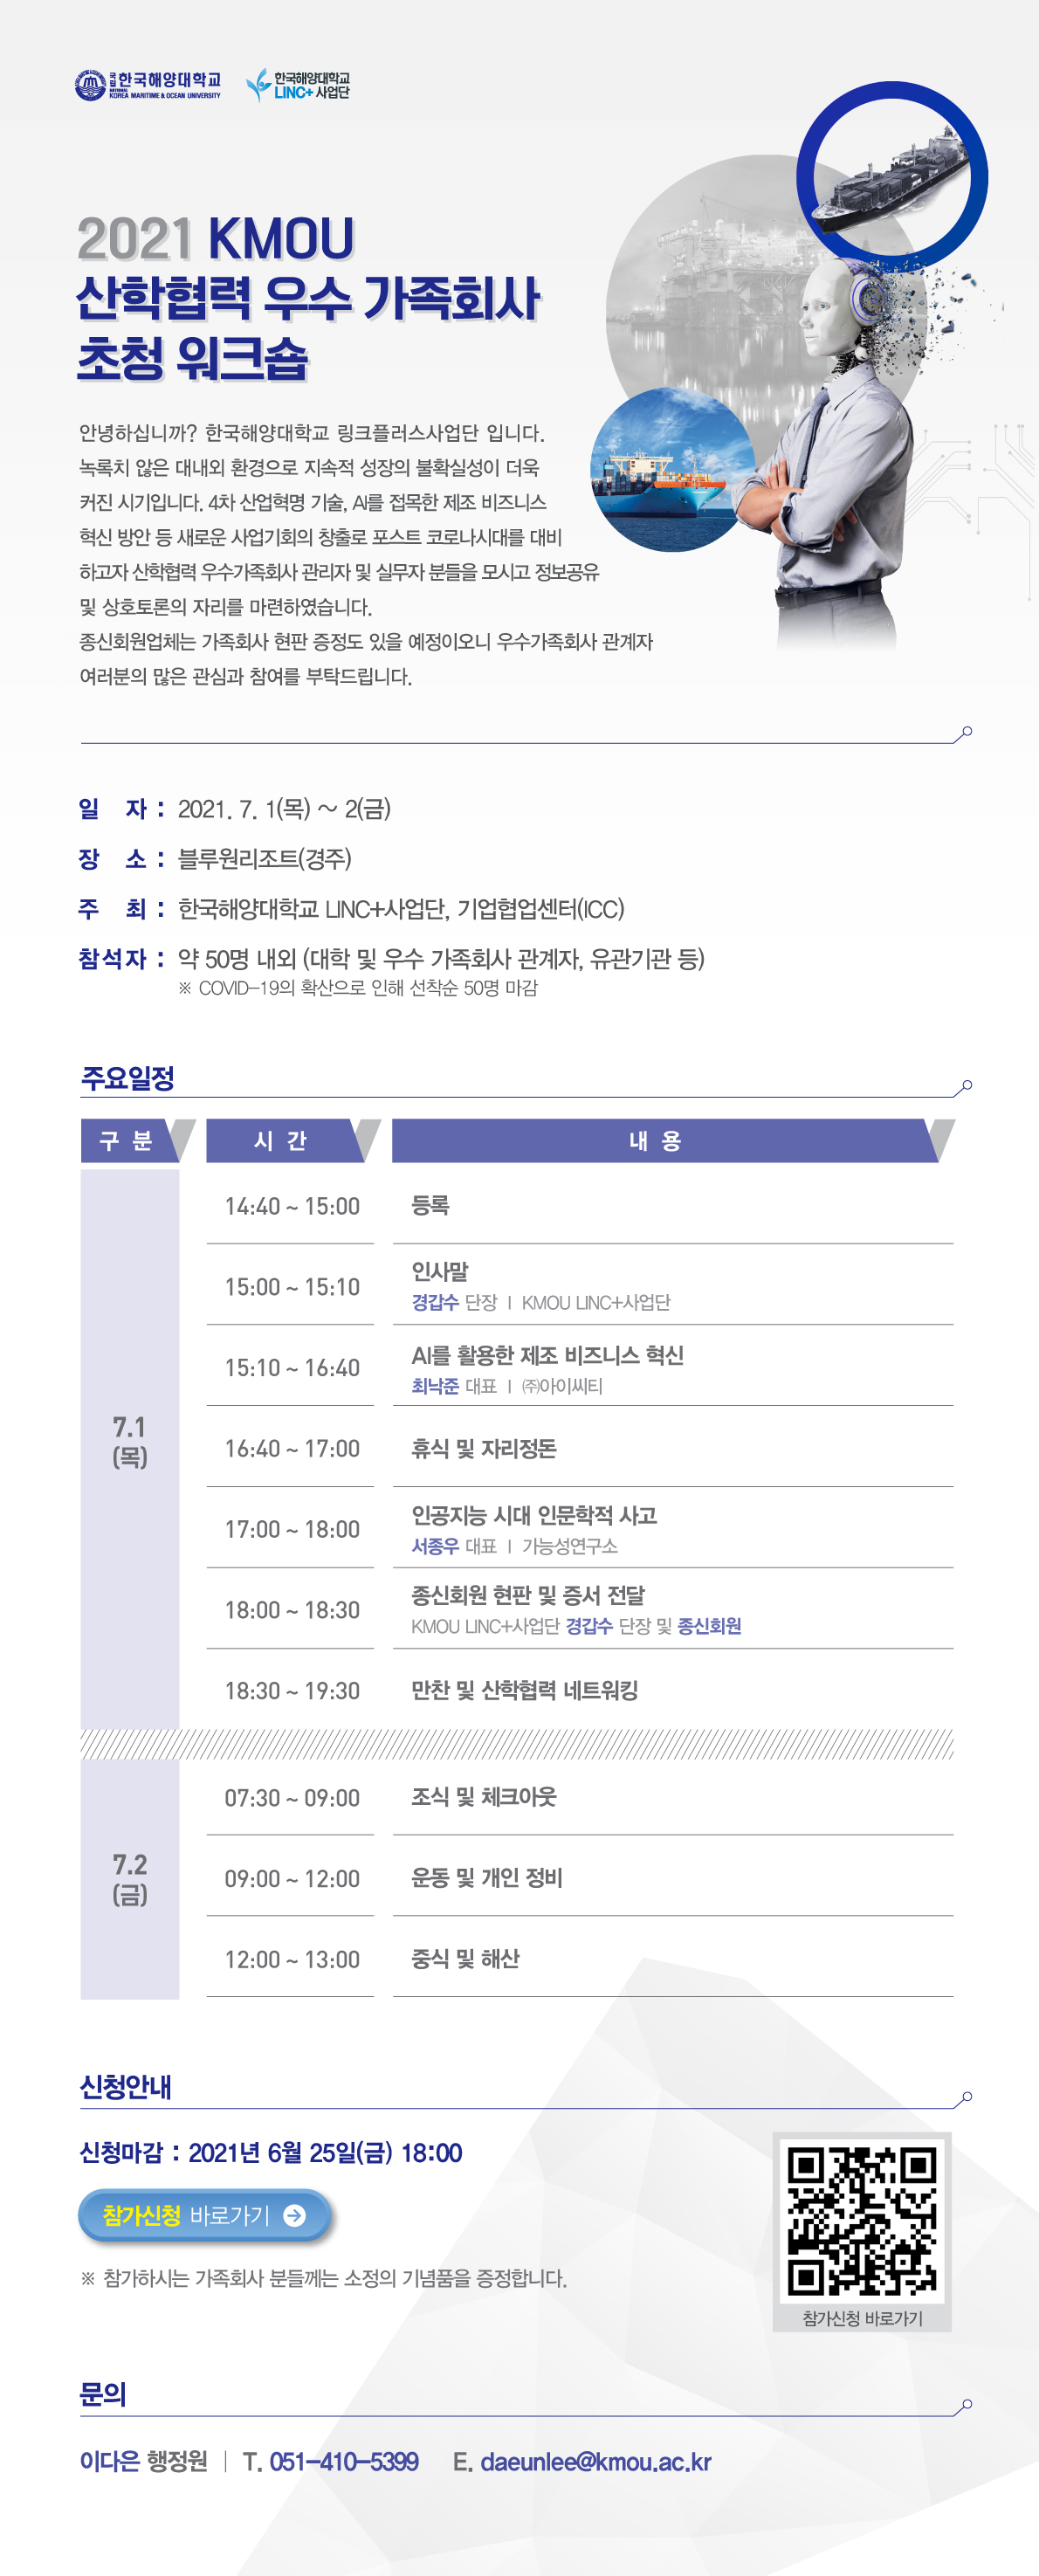 국립 한국해양대학교
NATIONAL
KOREA MARITIME & OCEAN UNIVERSITY
한국해양대학교
LINC+ 사업단
2021 KMOU
산학협력 우수 가족회사
초청 워크숍
안녕하십니까? 한국해양대학교 링크플러스사업단 입니다.
녹록치 않은 대내외 환경으로 지속적 성장의 불확실성이 더욱
커진 시기입니다. 4차 산업혁명 기술, AI를 접목한 제조 비즈니스
혁신 방안 등 새로운 사업기회의 창출로 포스트 코로나시대를 대비
하고자 산학협력 우수가족회사 관리자 및 실무자 분들을 모시고 정보공유
및 상호토론의 자리를 마련하였습니다.
종신회원업체는 가족회사 현판 증정도 있을 예정이오니 우수가족회사 관계자
여러분의 많은 관심과 참여를 부탁드립니다.
일 자 : 2021. 7. 1(목) ~ 2(금)
장 소 : 블루원리조트(경주)
주 최 : 한국해양대학교 LINC+사업단, 기업협업센터(ICC)
참석자 : 약 50명 내외 (대학 및 우수 가족회사 관계자, 유관기관 등)
※ COVID-19의 확산으로 인해 선착순 50명 마감
주요일정
구 분 시 간 내 용
14:40 ~ 15:00 등록
15:00 ~ 15:10 인사말
경갑수 단장 | KMOU LINC+사업단
15:10 ~ 16:40 AI를 활용한 제조 비즈니스 혁신
최낙준 대표 | ㈜아이씨티
7.1
(목)
16:40 ~ 17:00 휴식 및 자리정돈
17:00 ~ 18:00 인공지능 시대 인문학적 사고
서종우 대표 | 가능성연구소
18:00 ~ 18:30 종신회원 현판 및 증서 전달
KMOU LINC+사업단 경갑수 단장 및 종신회원
18:30 ~ 19:30 만찬 및 산학협력 네트워킹
07:30 ~ 09:00 조식 및 체크아웃
7.2
(금)
09:00 ~ 12:00 운동 및 개인 정비
12:00 ~ 13:00 중식 및 해산
신청안내
신청마감 : 2021년 6월 25일(금) 18:00
참가신청 바로가기
※ 참가하시는 가족회사 분들께는 소정의 기념품을 증정합니다.
참가신청 바로가기
문의
이다은 행정원 | T. 051-410-5399 E. daeunlee@kmou.ac.kr